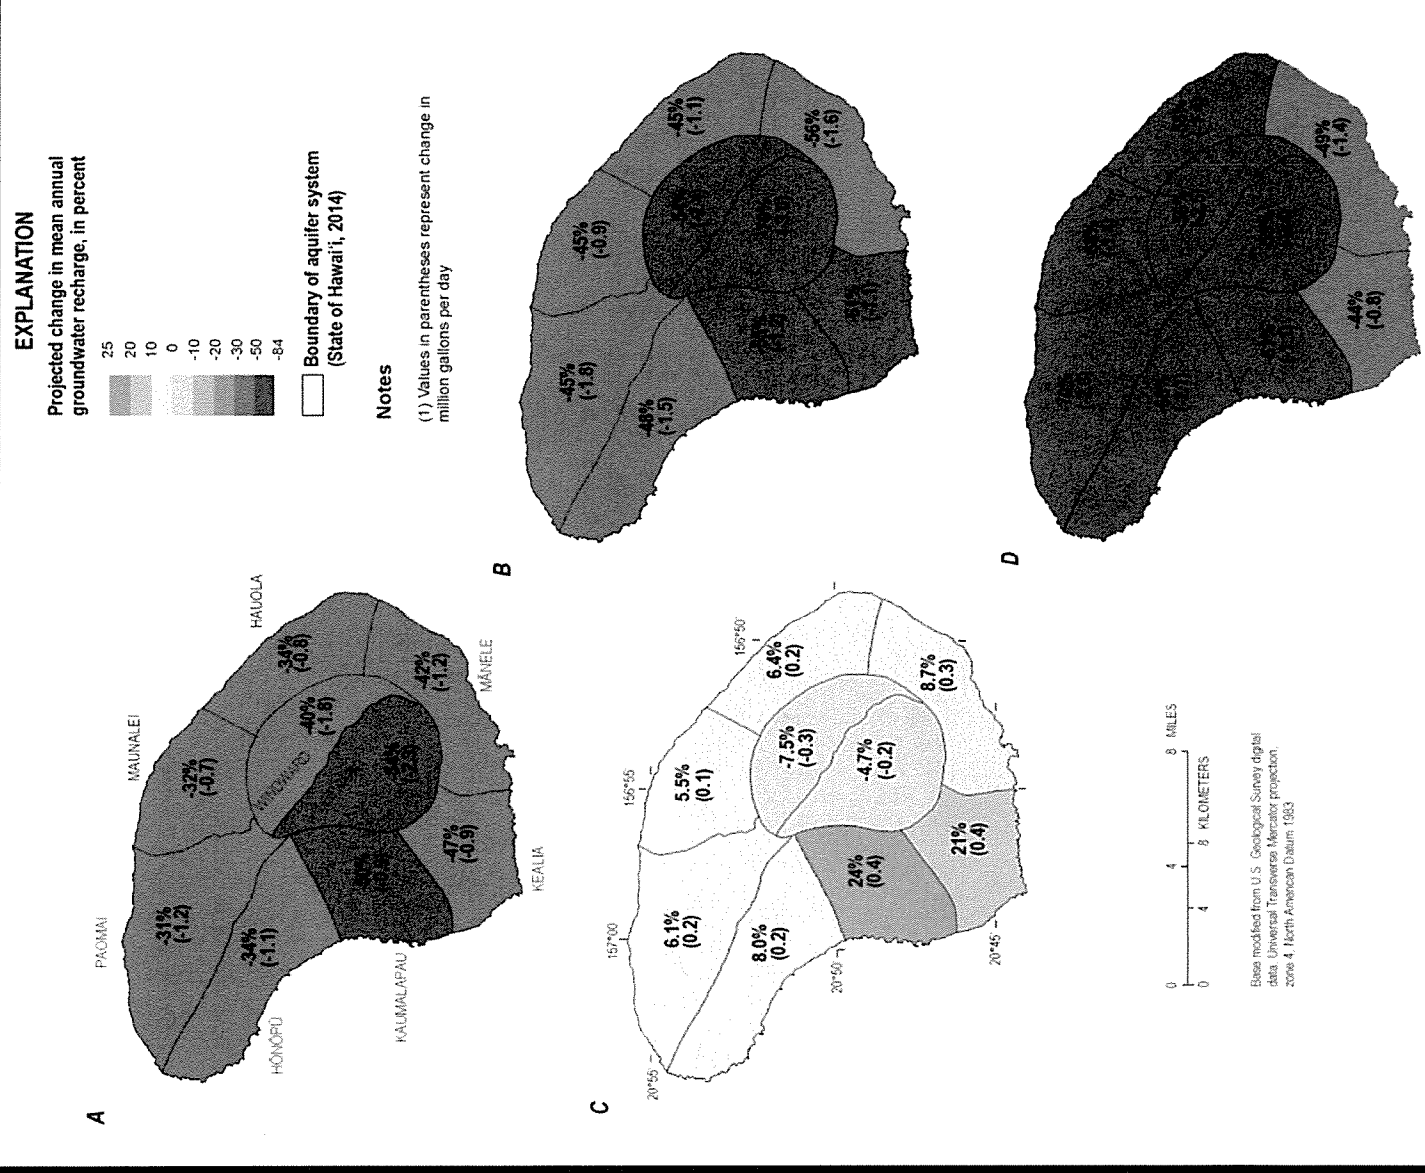 EXPLANATION
Projected change in mean annual
groundwater recharge, in percent
25
20
10
0
-10
-20
-30
-50
-84
Boundary of aquifer system
(State of Hawai'i, 2014)
Notes
(1) Values in parentheses represent change in
million gallons per day
A
PAOMAI
MAUNALEI
HAUOLA
HONOPŪ
KAUMALAPAU
KEALIA
MĀNELE
WINDWARD
-31%
(-1.2)
-32%
(-0.7)
-34%
(-0.8)
-34%
(-1.1)
-40%
(-1.6)
-42%
(-1.2)
-47%
(-0.9)
B
-45%
(-1.8)
-45%
(-0.9)
-45%
(-1.1)
-48%
(-1.5)
-56%
(-1.6)
C
157°00'
156°55'
156°50'
20°55'
20°50'
20°45'
6.1%
(0.2)
5.5%
(0.1)
6.4%
(0.2)
8.0%
(0.2)
-7.5%
(-0.3)
-4.7%
(-0.2)
8.7%
(0.3)
24%
(0.4)
21%
(0.4)
D
-49%
(-1.4)
-44%
(-0.8)
0 4 8 MILES
0 4 8 KILOMETERS
Base modified from U.S. Geological Survey digital
data. Universal Transverse Mercator projection,
zone 4, North American Datum 1983